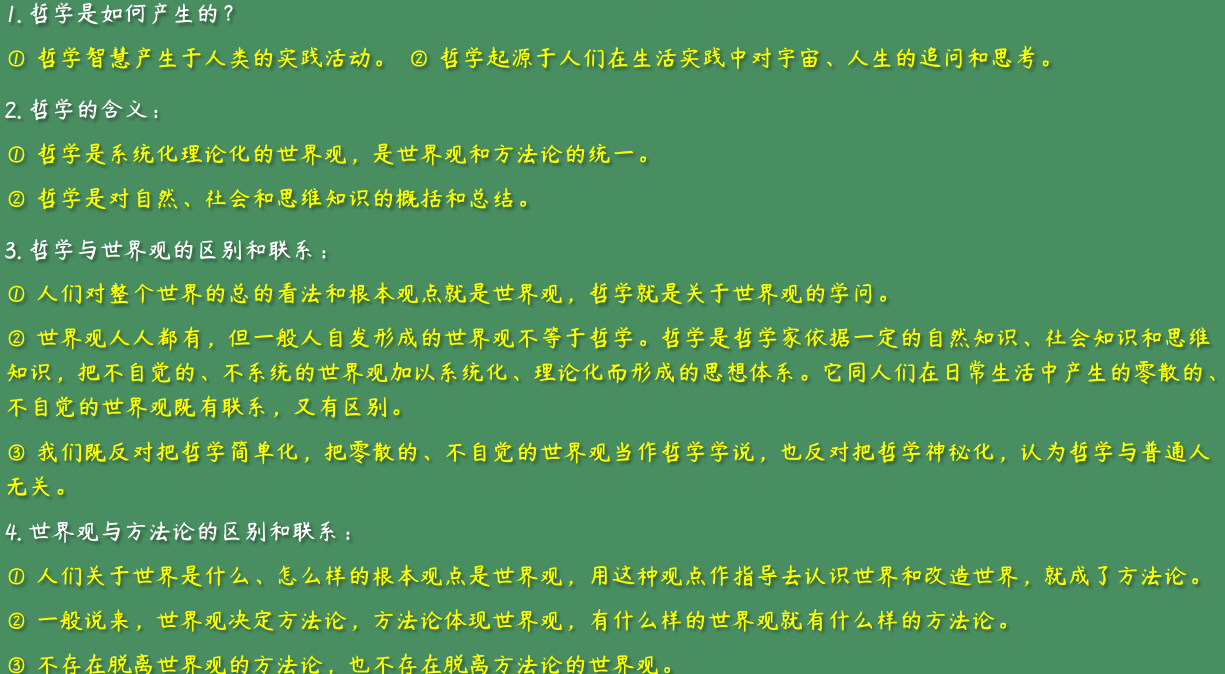 1. 哲学是如何产生的？
① 哲学智慧产生于人类的实践活动。 ② 哲学起源于人们在生活实践中对宇宙、人生的追问和思考。
2. 哲学的含义：
① 哲学是系统化理论化的世界观，是世界观和方法论的统一。
② 哲学是对自然、社会和思维知识的概括和总结。
3. 哲学与世界观的区别和联系：
① 人们对整个世界的总的看法和根本观点就是世界观，哲学就是关于世界观的学问。
② 世界观人人都有，但一般人自发形成的世界观不等于哲学。哲学是哲学家依据一定的自然知识、社会知识和思维
知识，把不自觉的、不系统的世界观加以系统化、理论化而形成的思想体系。它同人们在日常生活中产生的零散的、
不自觉的世界观既有联系，又有区别。
③ 我们既反对把哲学简单化，把零散的、不自觉的世界观当作哲学学说，也反对把哲学神秘化，认为哲学与普通人
无关。
4. 世界观与方法论的区别和联系：
① 人们关于世界是什么、怎么样的根本观点是世界观，用这种观点作指导去认识世界和改造世界，就成了方法论。
② 一般说来，世界观决定方法论，方法论体现世界观，有什么样的世界观就有什么样的方法论。
③ 不存在脱离世界观的方法论，也不存在脱离方法论的世界观。